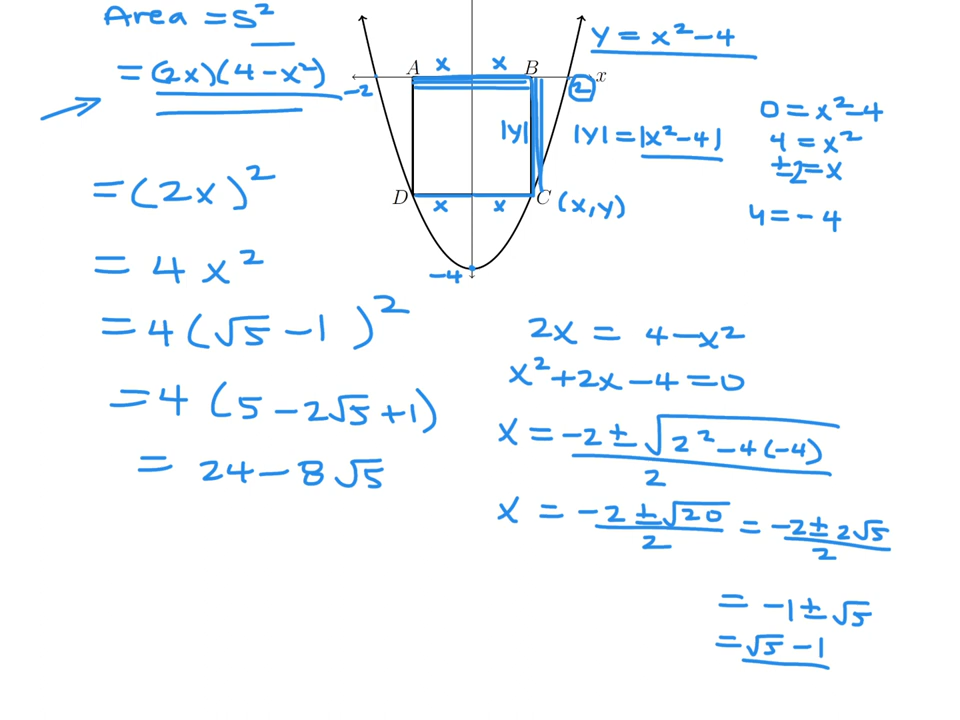 Area = S²
= (2x)(4-x²)
= (2x)²
= 4x²
= 4(√5 -1)²
= 4(5-2√5+1)
= 24-8√5
y = x²-4
A x x B x
-2 2
|y| |y| = |x²-4|
D x x C (x,y)
-4
0 = x²-4
4 = x²
±2 = x
y = -4
2x = 4-x²
x²+2x-4=0
x = -2 ± √2²-4(-4) / 2
x = -2±√20 / 2 = -2±2√5 / 2
= -1±√5
= √5 -1